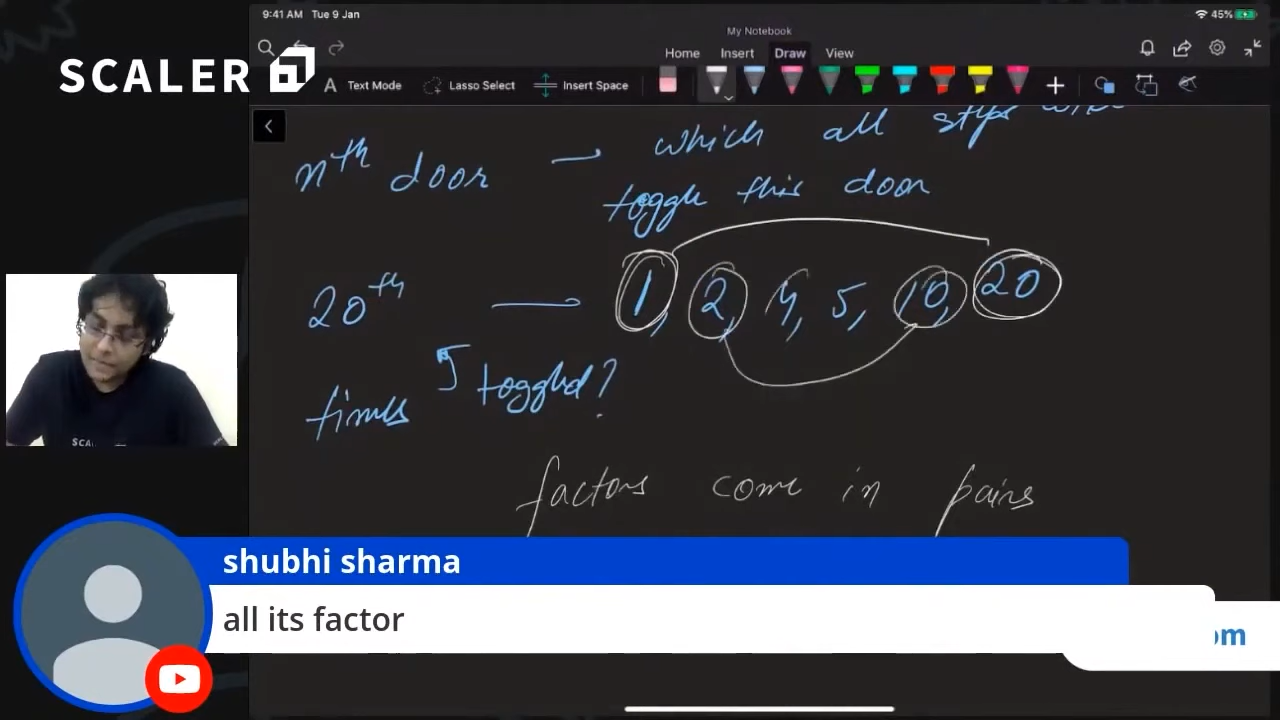 9:41 AM Tue 9 Jan
45%
My Notebook
SCALER
Home Insert Draw View
Text Mode Lasso Select Insert Space
nth door — which all steps
toggle this door
20th — 1, 2, 4, 5, 10, 20
times toggled?
factors come in pairs
SCA
shubhi sharma
all its factor
om